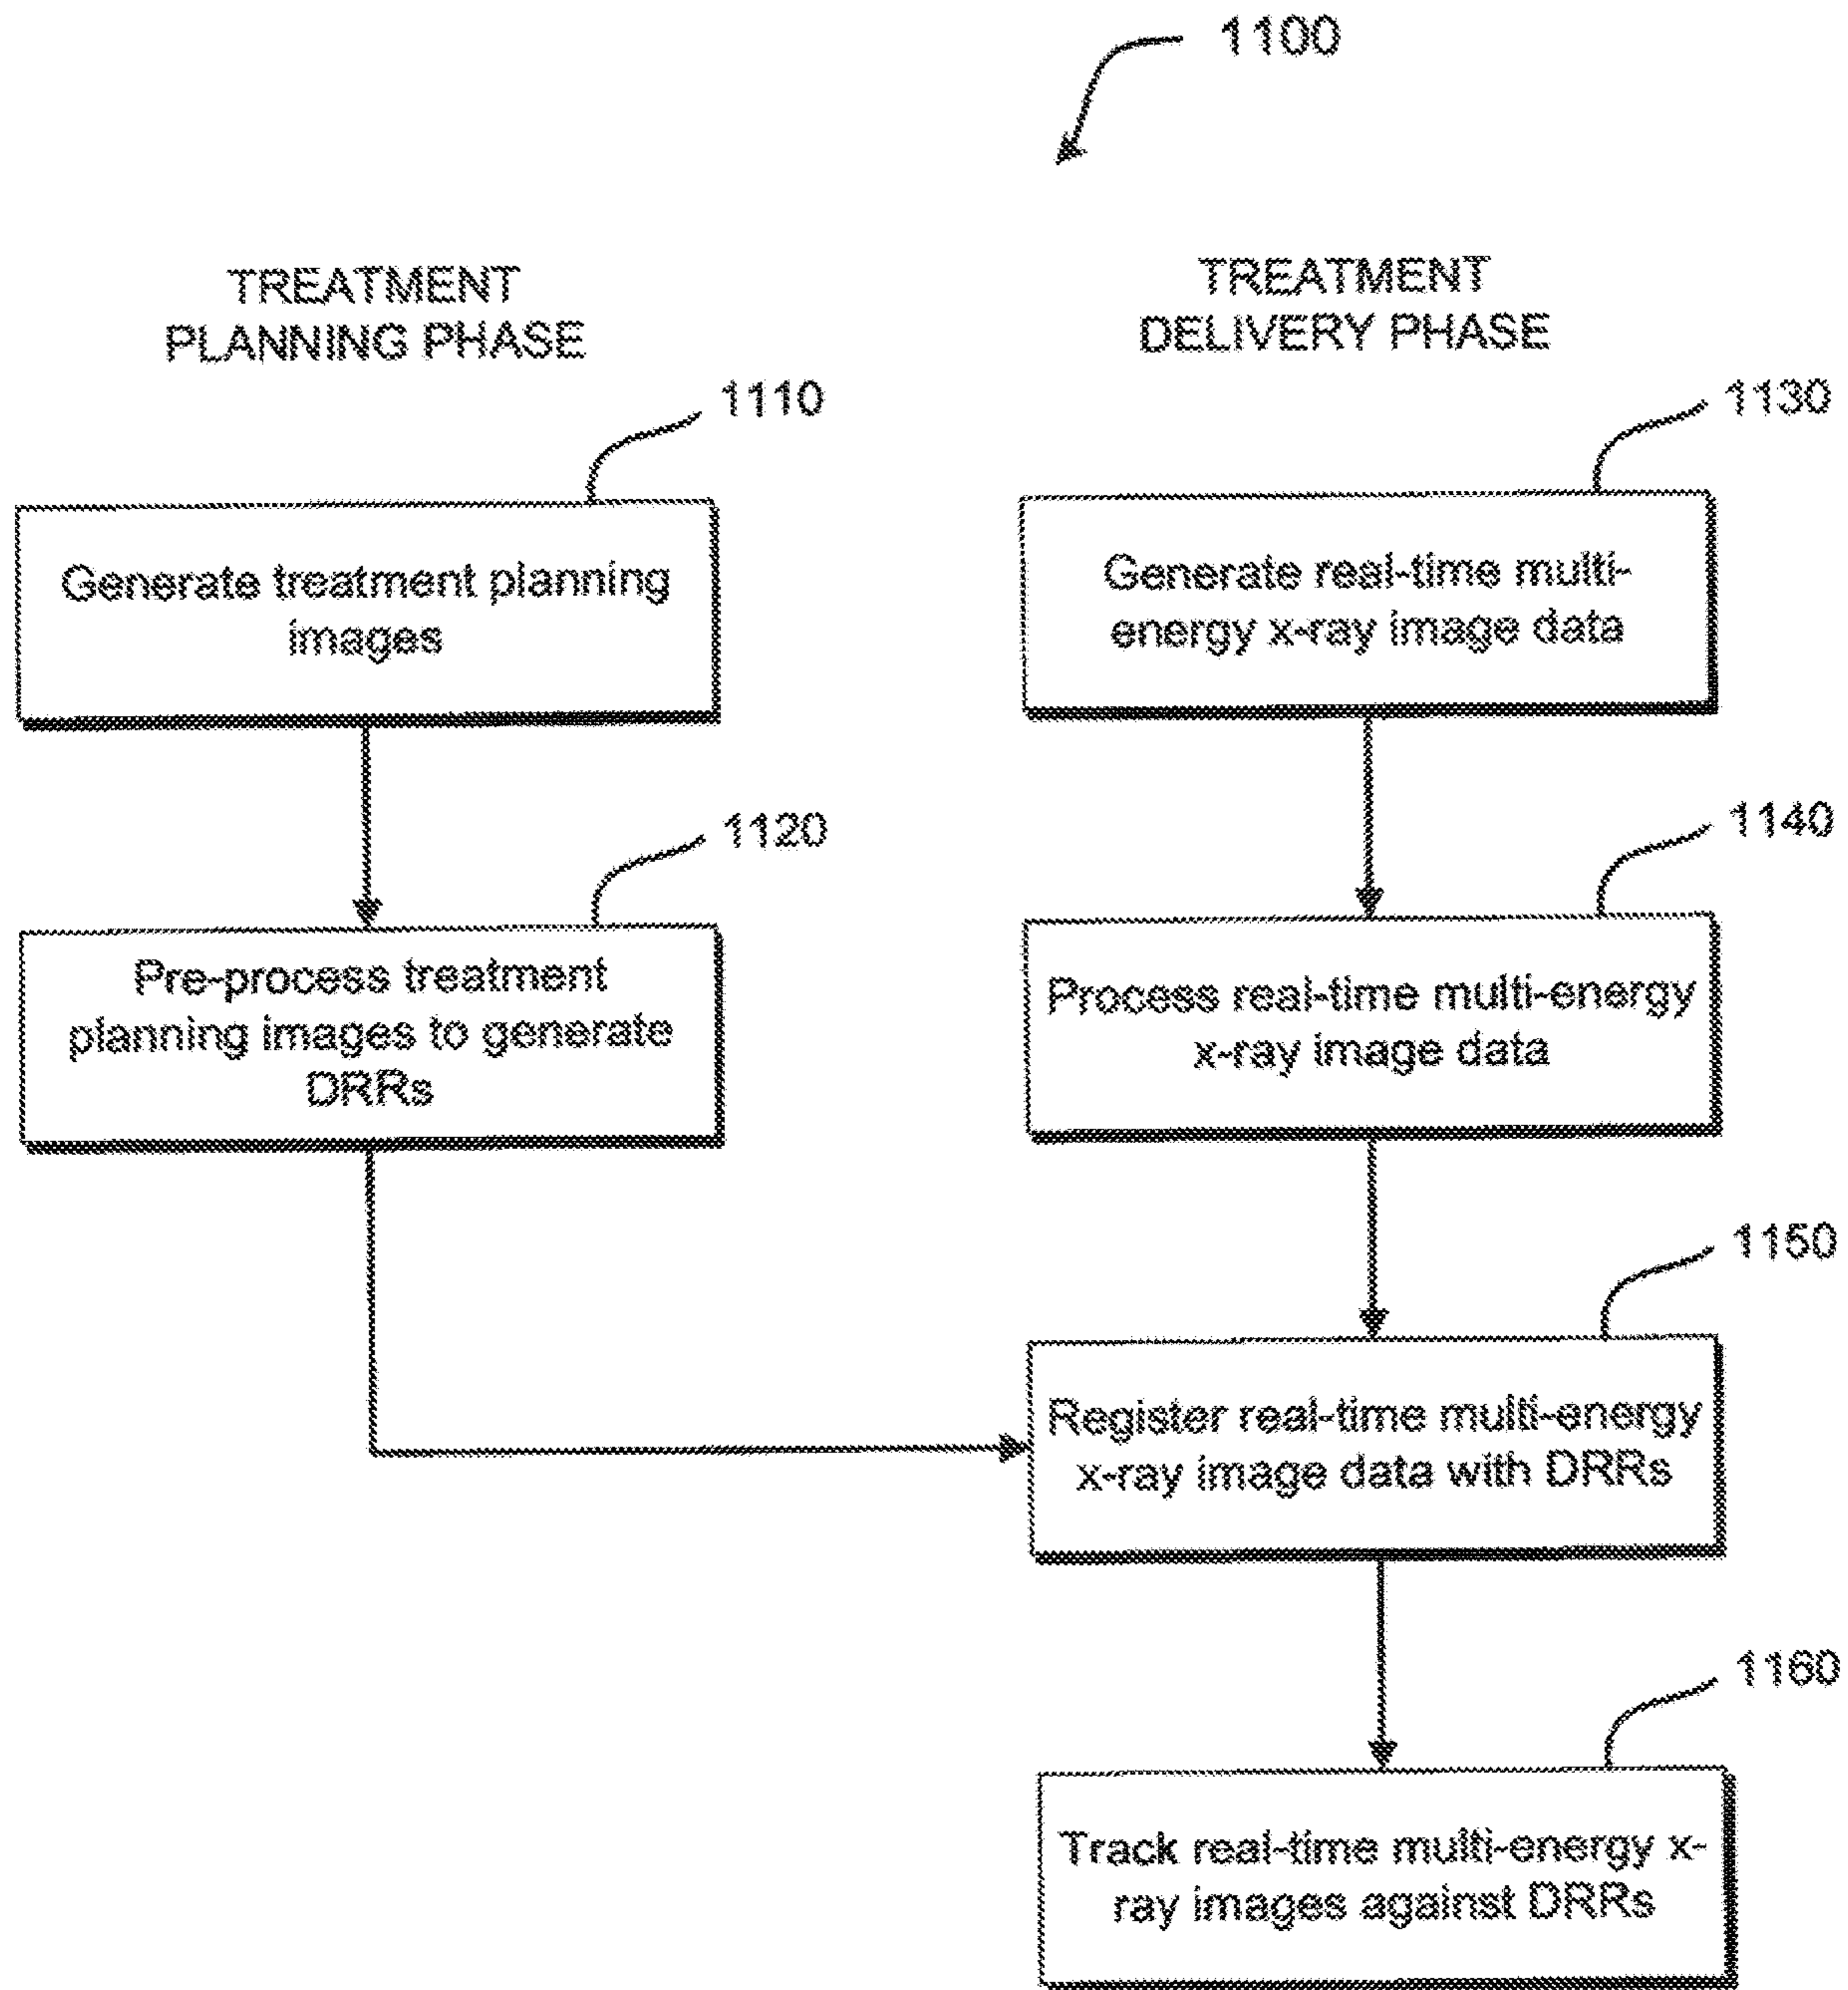 1100
TREATMENT
PLANNING PHASE
1110
Generate treatment planning
images
1120
Pre-process treatment
planning images to generate
DRRs
TREATMENT
DELIVERY PHASE
1130
Generate real-time multi-
energy x-ray image data
1140
Process real-time multi-energy
x-ray image data
1150
Register real-time multi-energy
x-ray image data with DRRs
1160
Track real-time multi-energy x-
ray images against DRRs